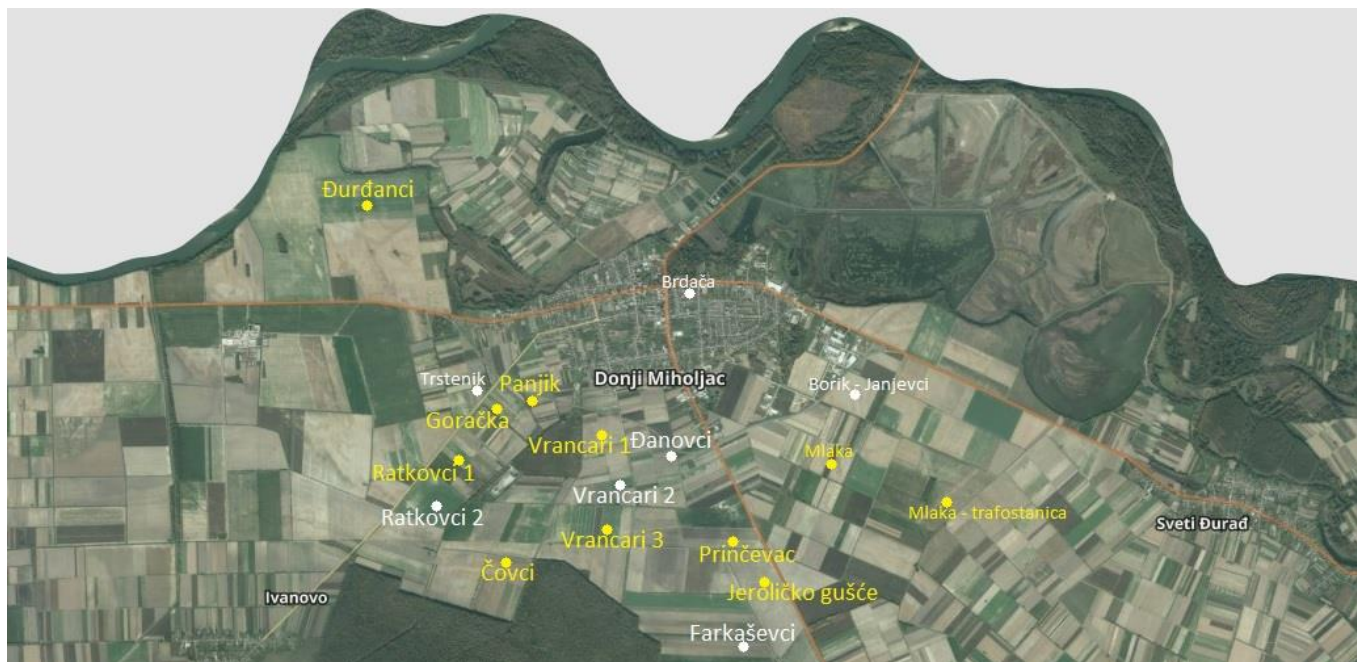 Đurđanci
Brdača
Trstenik
Panjik
Donji Miholjac
Borik - Janjevci
Goračka
Vrancari 1
Đanovci
Mlaka
Ratkovci 1
Vrancari 2
Ratkovci 2
Mlaka - trafostanica
Sveti Đurađ
Vrancari 3
Prinčevac
Čovci
Jeroličko gušće
Ivanovo
Farkaševci